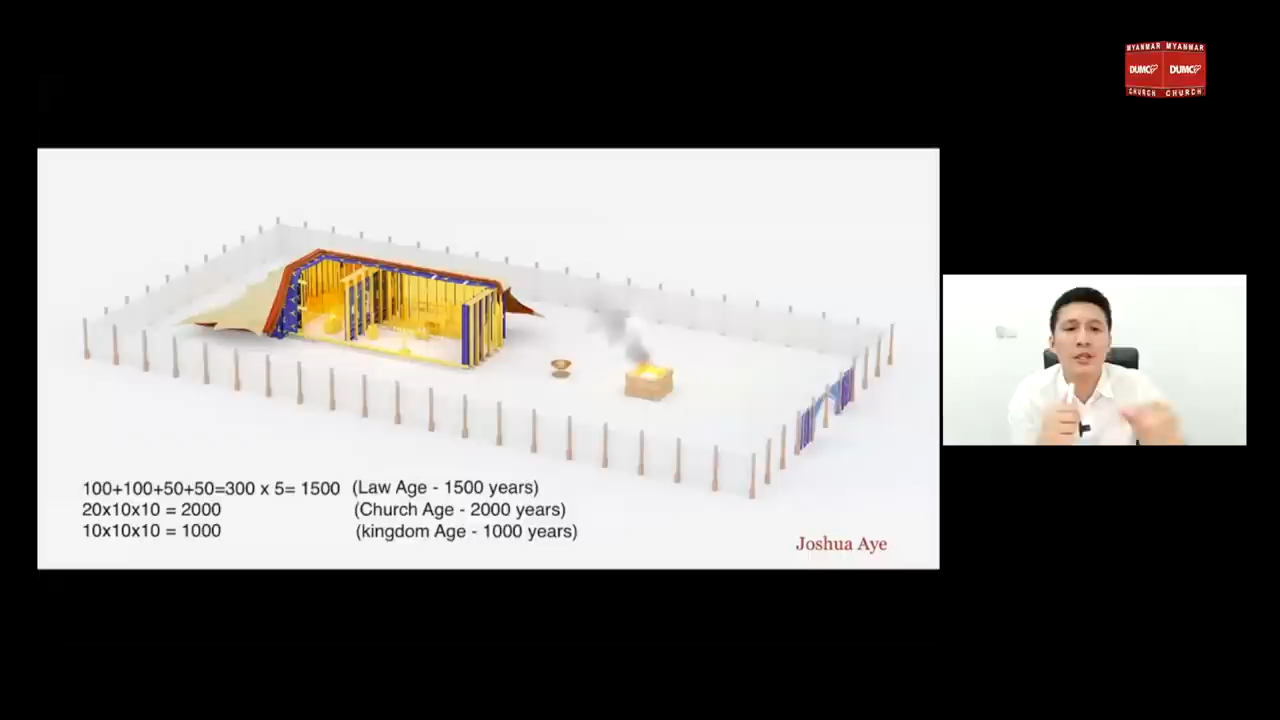 MYANMAR MYANMAR
DUMC DUMC
CHURCH CHURCH
100+100+50+50=300 x 5= 1500 (Law Age - 1500 years)
20x10x10 = 2000 (Church Age - 2000 years)
10x10x10 = 1000 (kingdom Age - 1000 years)
Joshua Aye